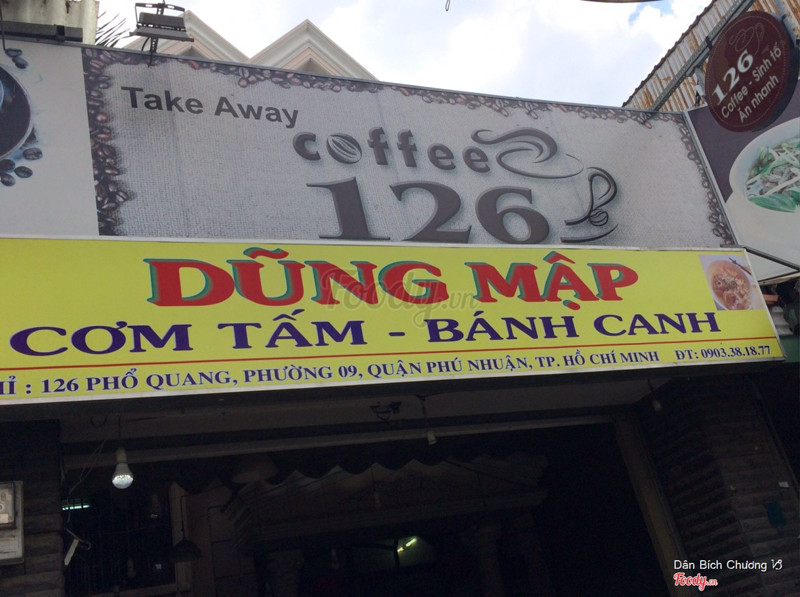 Take Away
coffee
126
126
Coffee - Sinh tố
Ăn nhanh
DŨNG MẬP
CƠM TẤM - BÁNH CANH
Ỉ : 126 PHỔ QUANG, PHƯỜNG 09, QUẬN PHÚ NHUẬN, TP. HỒ CHÍ MINH ĐT: 0903.38.18.77
Foody.vn
Dân Bích Chương
Foody.vn